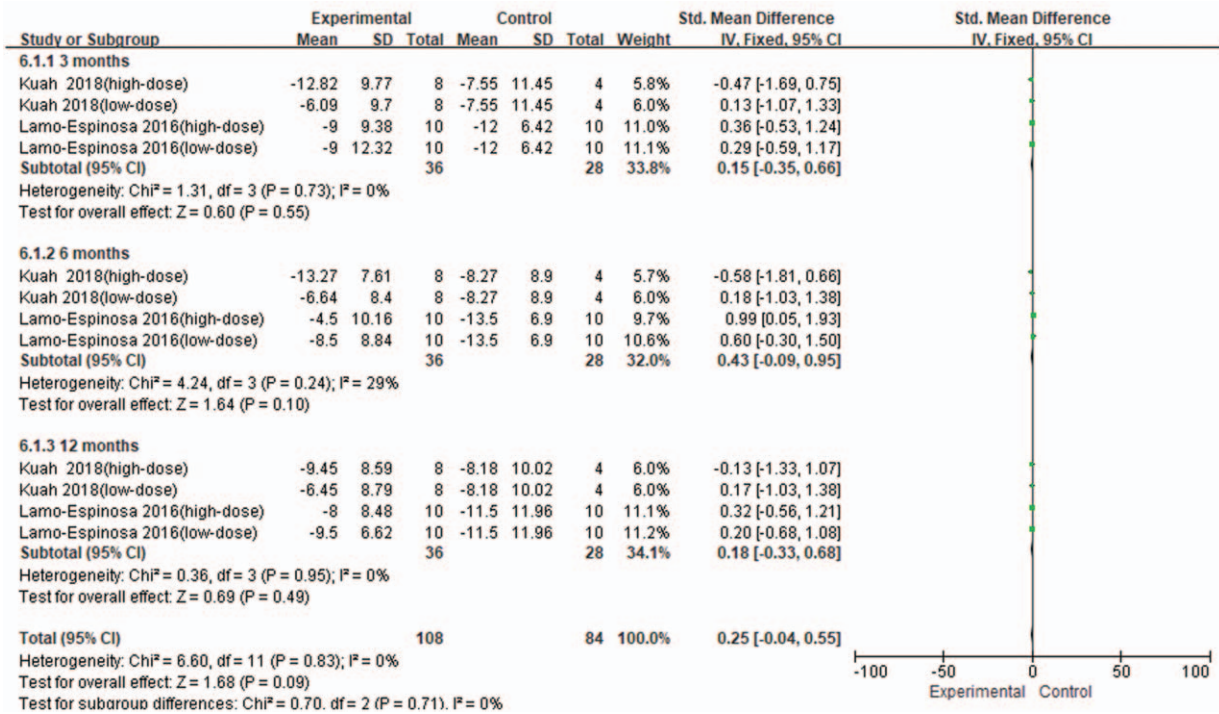 Experimental Control Std. Mean Difference Std. Mean Difference
Study or Subgroup Mean SD Total Mean SD Total Weight IV, Fixed, 95% CI IV, Fixed, 95% CI
6.1.1 3 months
Kuah 2018(high-dose) -12.82 9.77 8 -7.55 11.45 4 5.8% -0.47 [-1.69, 0.75]
Kuah 2018(low-dose) -6.09 9.7 8 -7.55 11.45 4 6.0% 0.13 [-1.07, 1.33]
Lamo-Espinosa 2016(high-dose) -9 9.38 10 -12 6.42 10 11.0% 0.36 [-0.53, 1.24]
Lamo-Espinosa 2016(low-dose) -9 12.32 10 -12 6.42 10 11.1% 0.29 [-0.59, 1.17]
Subtotal (95% CI) 36 28 33.8% 0.15 [-0.35, 0.66]
Heterogeneity: Chi² = 1.31, df = 3 (P = 0.73); I² = 0%
Test for overall effect: Z = 0.60 (P = 0.55)
6.1.2 6 months
Kuah 2018(high-dose) -13.27 7.61 8 -8.27 8.9 4 5.7% -0.58 [-1.81, 0.66]
Kuah 2018(low-dose) -6.64 8.4 8 -8.27 8.9 4 6.0% 0.18 [-1.03, 1.38]
Lamo-Espinosa 2016(high-dose) -4.5 10.16 10 -13.5 6.9 10 9.7% 0.99 [0.05, 1.93]
Lamo-Espinosa 2016(low-dose) -8.5 8.84 10 -13.5 6.9 10 10.6% 0.60 [-0.30, 1.50]
Subtotal (95% CI) 36 28 32.0% 0.43 [-0.09, 0.95]
Heterogeneity: Chi² = 4.24, df = 3 (P = 0.24); I² = 29%
Test for overall effect: Z = 1.64 (P = 0.10)
6.1.3 12 months
Kuah 2018(high-dose) -9.45 8.59 8 -8.18 10.02 4 6.0% -0.13 [-1.33, 1.07]
Kuah 2018(low-dose) -6.45 8.79 8 -8.18 10.02 4 6.0% 0.17 [-1.03, 1.38]
Lamo-Espinosa 2016(high-dose) -8 8.48 10 -11.5 11.96 10 11.1% 0.32 [-0.56, 1.21]
Lamo-Espinosa 2016(low-dose) -9.5 6.62 10 -11.5 11.96 10 11.2% 0.20 [-0.68, 1.08]
Subtotal (95% CI) 36 28 34.1% 0.18 [-0.33, 0.68]
Heterogeneity: Chi² = 0.36, df = 3 (P = 0.95); I² = 0%
Test for overall effect: Z = 0.69 (P = 0.49)
Total (95% CI) 108 84 100.0% 0.25 [-0.04, 0.55]
Heterogeneity: Chi² = 6.60, df = 11 (P = 0.83); I² = 0%
Test for overall effect: Z = 1.68 (P = 0.09)
Test for subgroup differences: Chi² = 0.70, df = 2 (P = 0.71), I² = 0%
-100 -50 0 50 100
Experimental Control